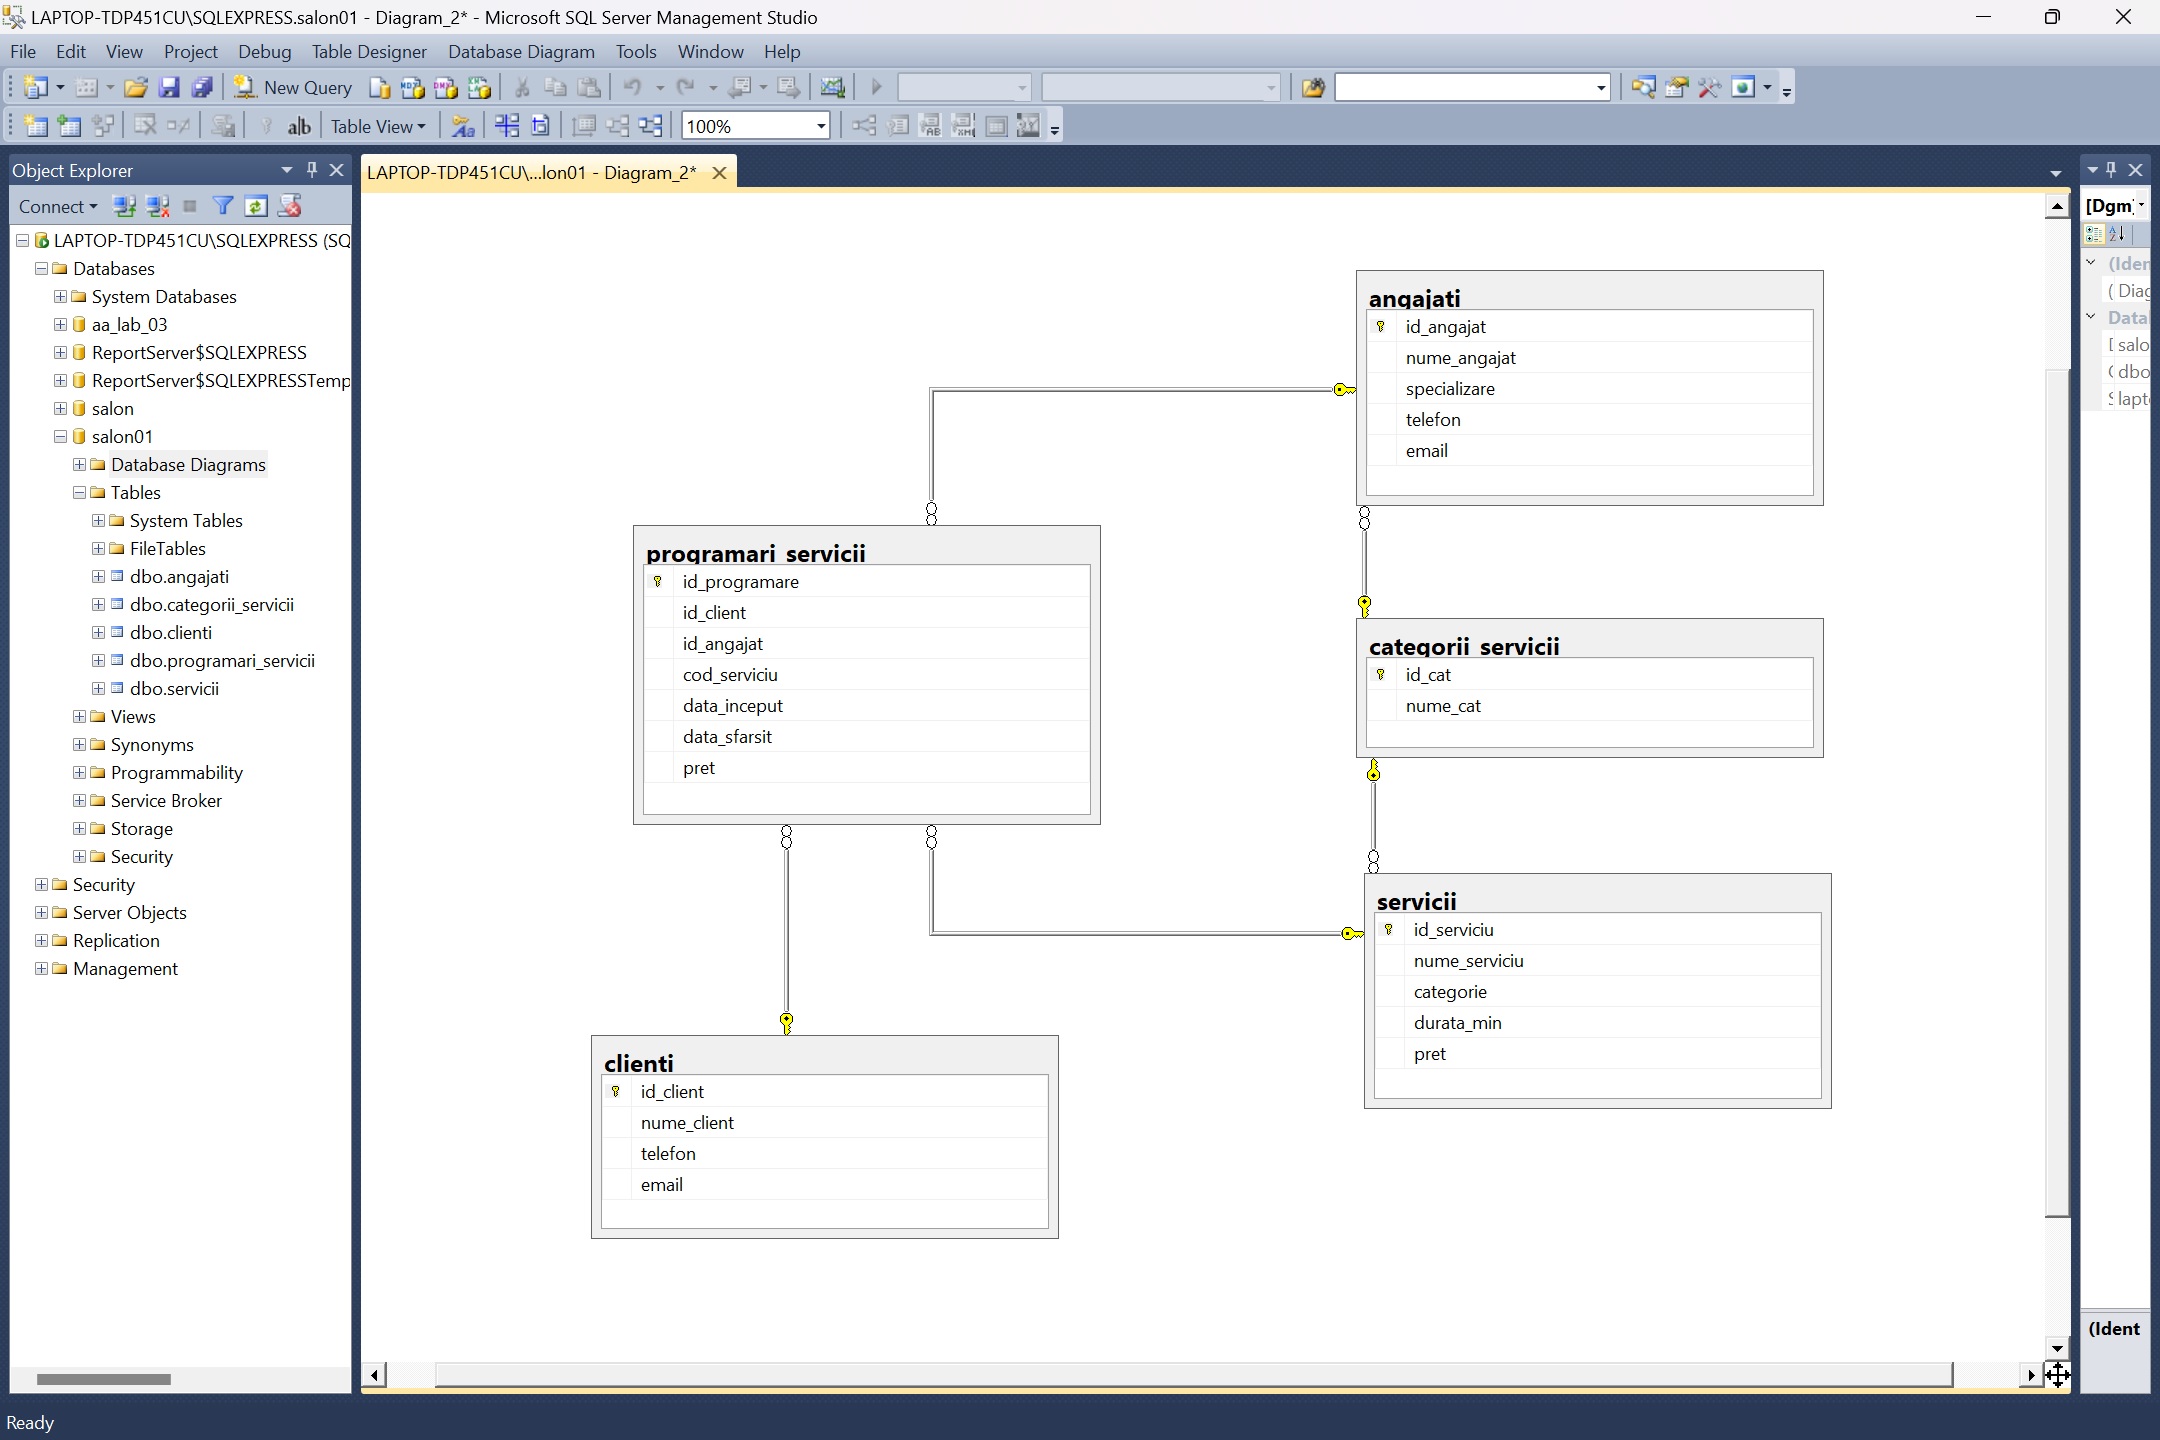 LAPTOP-TDP451CU\SQLEXPRESS.salon01 - Diagram_2* - Microsoft SQL Server Management Studio
File Edit View Project Debug Table Designer Database Diagram Tools Window Help
New Query
alb Table View 100%
Object Explorer
Connect
LAPTOP-TDP451CU\SQLEXPRESS (SQ
Databases
System Databases
aa_lab_03
ReportServer$SQLEXPRESS
ReportServer$SQLEXPRESSTemp
salon
salon01
Database Diagrams
Tables
System Tables
FileTables
dbo.angajati
dbo.categorii_servicii
dbo.clienti
dbo.programari_servicii
dbo.servicii
Views
Synonyms
Programmability
Service Broker
Storage
Security
Security
Server Objects
Replication
Management
LAPTOP-TDP451CU\...lon01 - Diagram_2*
angajati
id_angajat
nume_angajat
specializare
telefon
email
programari_servicii
id_programare
id_client
id_angajat
cod_serviciu
data_inceput
data_sfarsit
pret
categorii_servicii
id_cat
nume_cat
servicii
id_serviciu
nume_serviciu
categorie
durata_min
pret
clienti
id_client
nume_client
telefon
email
[Dgm]
(Iden
( Diag
Data
salo
dbo
lapt
(Ident
Ready